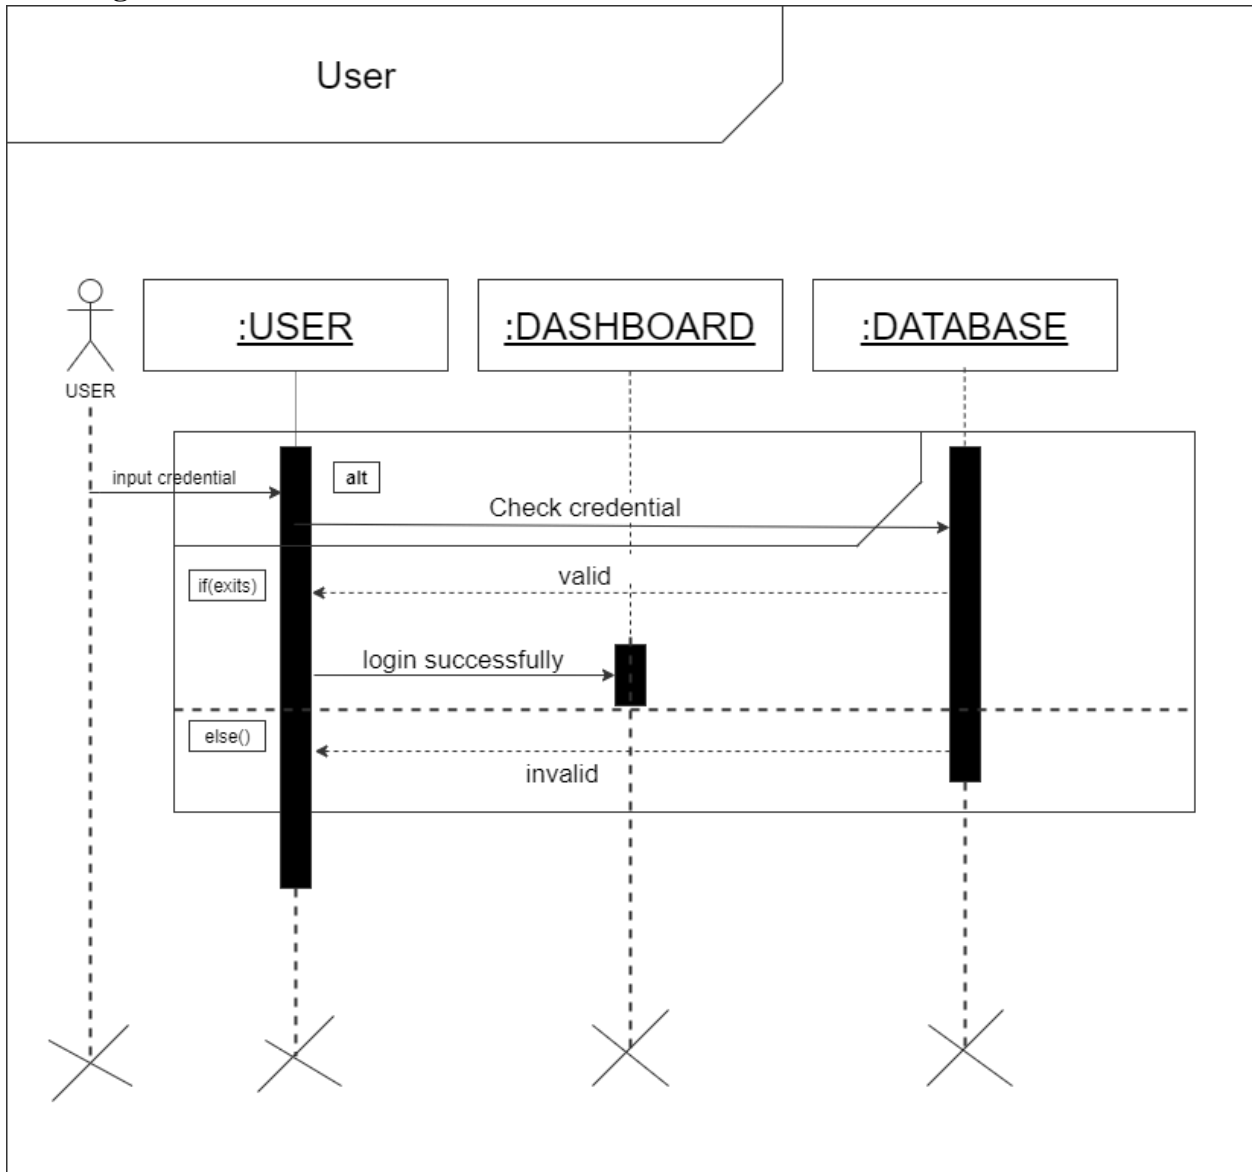 User
:USER
:DASHBOARD
:DATABASE
USER
input credential
alt
Check credential
if(exits)
valid
login successfully
else()
invalid